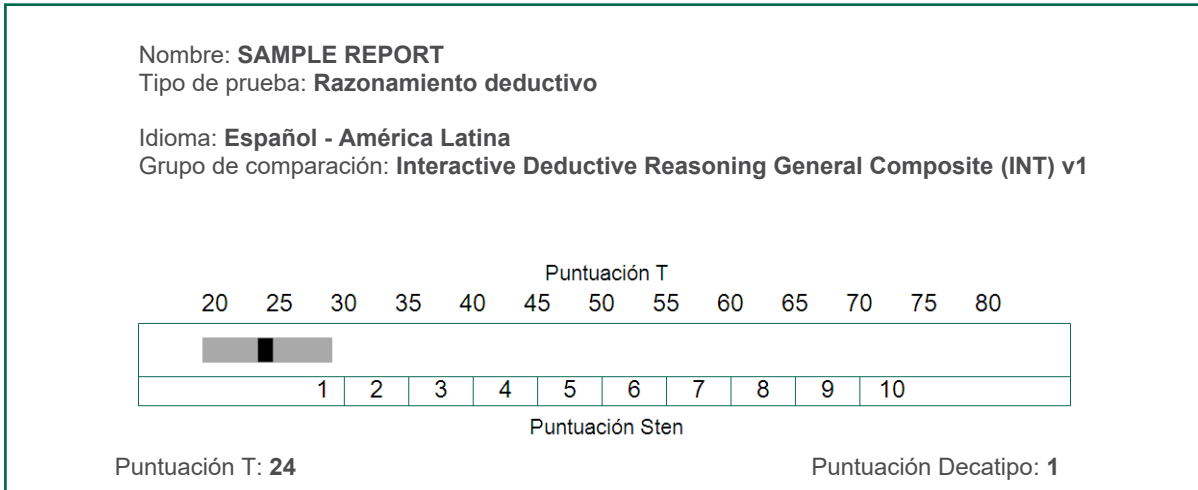 Nombre: SAMPLE REPORT
Tipo de prueba: Razonamiento deductivo
Idioma: Español - América Latina
Grupo de comparación: Interactive Deductive Reasoning General Composite (INT) v1
Puntuación T
20 25 30 35 40 45 50 55 60 65 70 75 80
1 2 3 4 5 6 7 8 9 10
Puntuación Sten
Puntuación T: 24 Puntuación Decatipo: 1